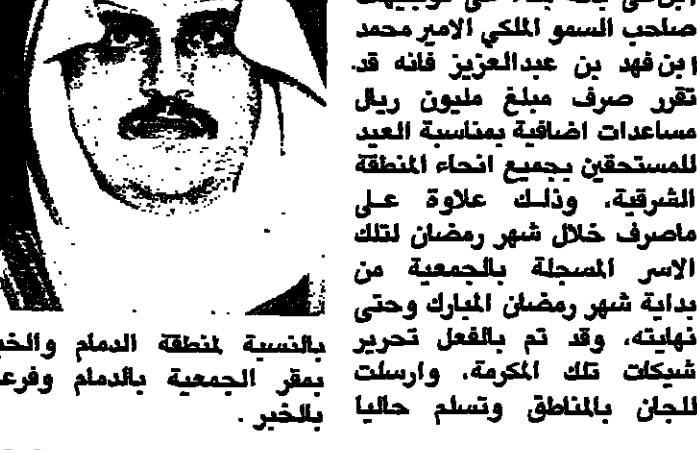 صاحب السمو الملكي الامير محمد
ابن فهد بن عبدالعزيز فانه قد
تقرر صرف مبلغ مليون ريال
مساعدات اضافية بمناسبة العيد
للمستحقين بجميع انحاء المنطقة
الشرقية، وذلك علاوة على
ماصرف خلال شهر رمضان لتلك
الاسر المسجلة بالجمعية من
بداية شهر رمضان المبارك وحتى
نهايته، وقد تم بالفعل تحرير
شيكات تلك المكرمة، وارسلت
للجان بالمناطق وتسلم حاليا
بالنسبة لمنطقة الدمام والخبر
بمقر الجمعية بالدمام وفرعـ
بالخبر .